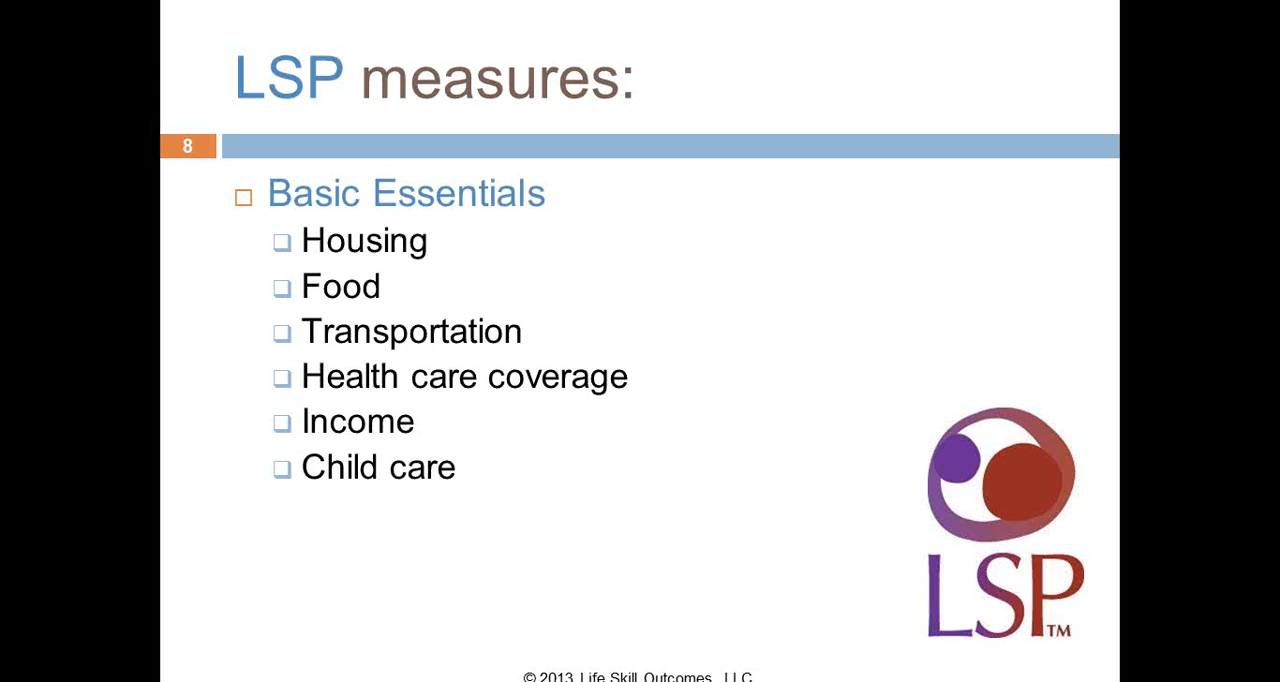 LSP measures:
8
Basic Essentials
Housing
Food
Transportation
Health care coverage
Income
Child care
LSP™
© 2013 Life Skill Outcomes, LLC